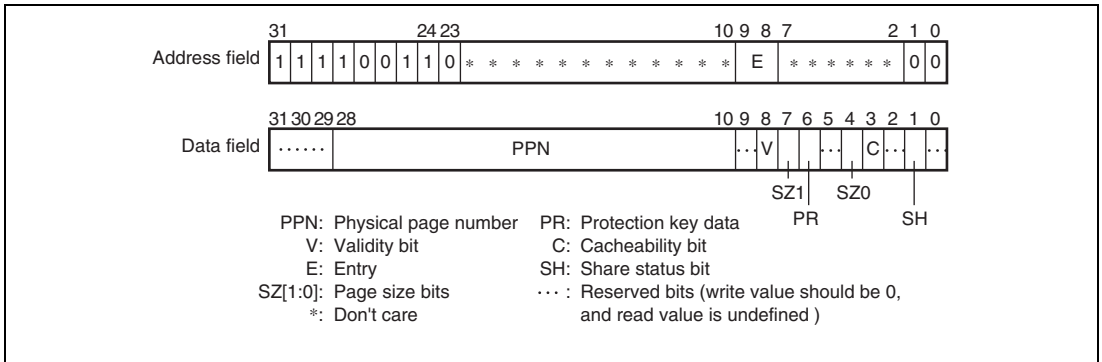 31 24 23 10 9 8 7 2 1 0
Address field 1 1 1 1 0 0 1 1 0 * * * * * * * * * * * * * E * * * * * * 0 0
31 30 29 28 10 9 8 7 6 5 4 3 2 1 0
Data field ······ PPN ··· V ··· C ··· ···
SZ1 SZ0
PR SH
PPN: Physical page number PR: Protection key data
V: Validity bit C: Cacheability bit
E: Entry SH: Share status bit
SZ[1:0]: Page size bits ··· : Reserved bits (write value should be 0,
*: Don't care and read value is undefined )